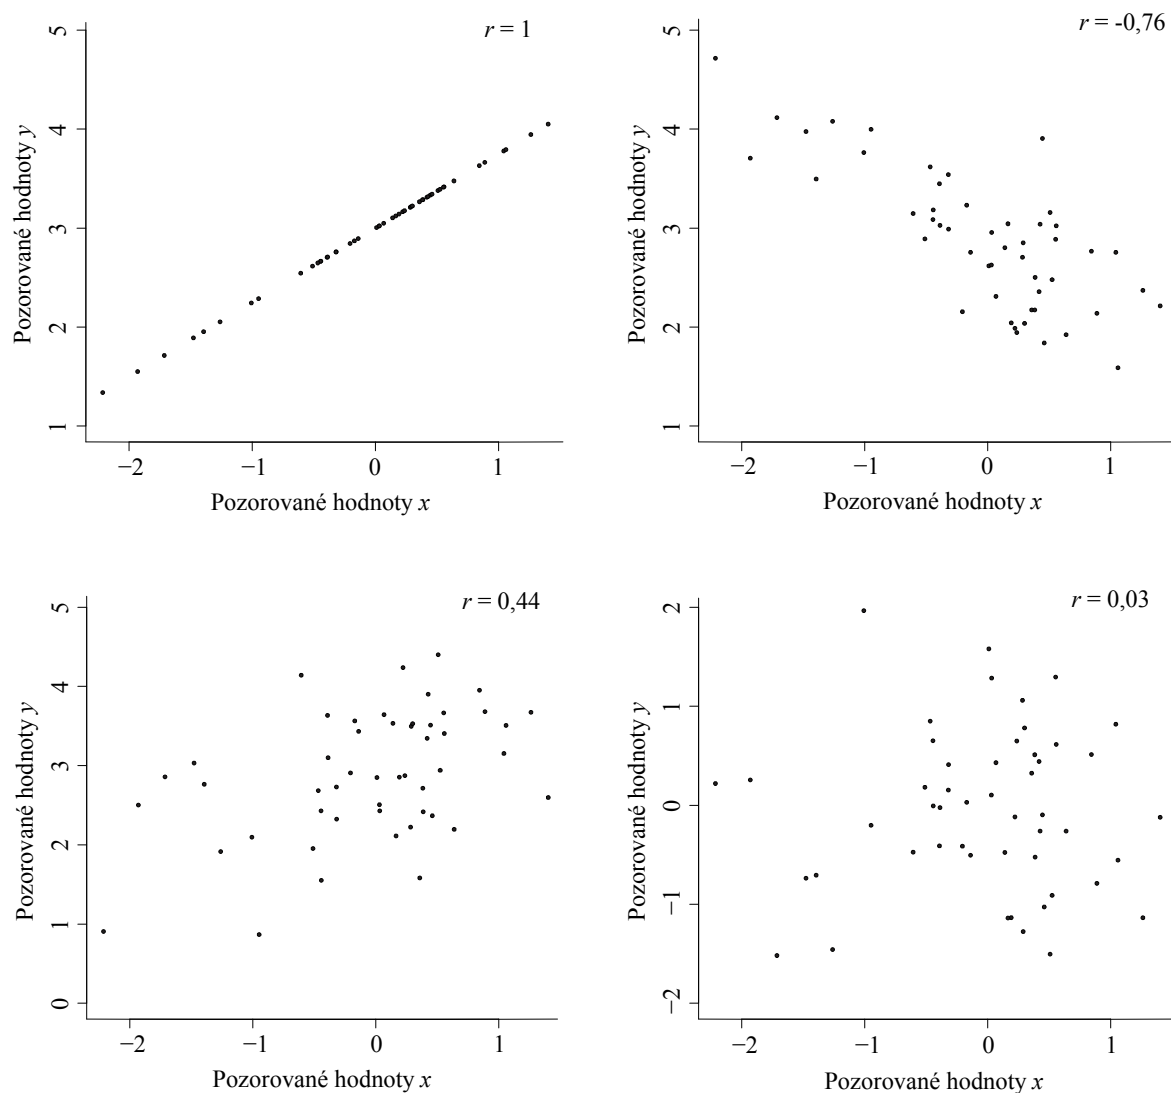 r = 1
5
4
3
2
1
Pozorované hodnoty y
−2 −1 0 1
Pozorované hodnoty x
r = -0,76
5
4
3
2
1
Pozorované hodnoty y
−2 −1 0 1
Pozorované hodnoty x
r = 0,44
5
4
3
2
1
0
Pozorované hodnoty y
−2 −1 0 1
Pozorované hodnoty x
r = 0,03
2
1
0
−1
−2
Pozorované hodnoty y
−2 −1 0 1
Pozorované hodnoty x